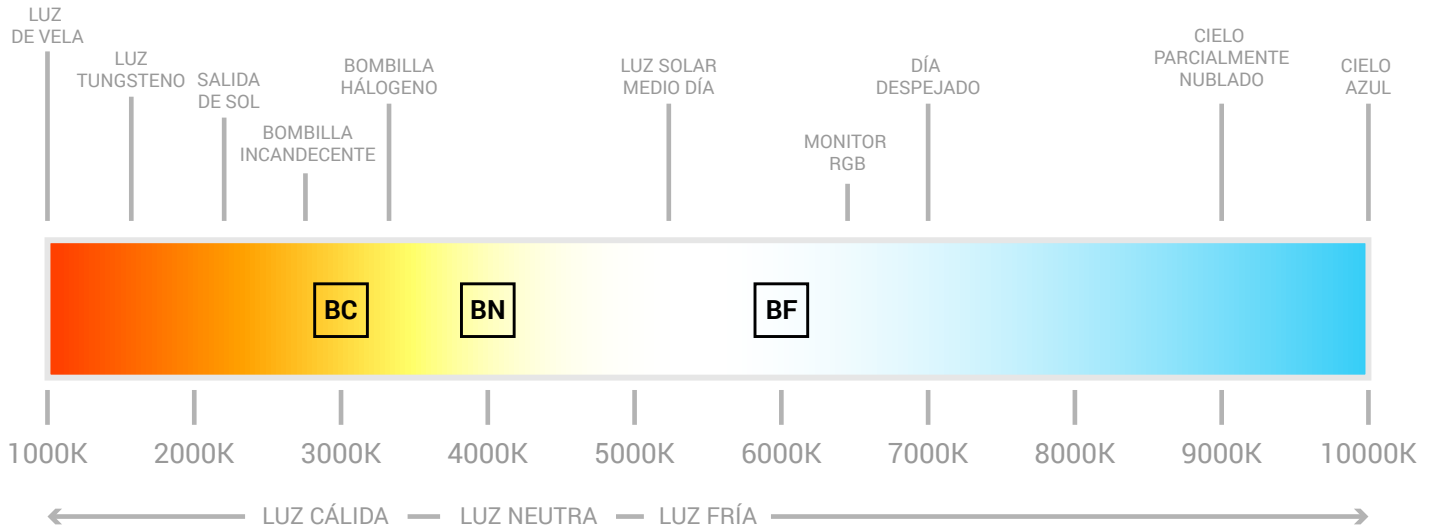 LUZ
DE VELA
LUZ
TUNGSTENO
SALIDA
DE SOL
BOMBILLA
INCANDECENTE
BOMBILLA
HÁLOGENO
LUZ SOLAR
MEDIO DÍA
MONITOR
RGB
DÍA
DESPEJADO
CIELO
PARCIALMENTE
NUBLADO
CIELO
AZUL
BC BN BF
1000K 2000K 3000K 4000K 5000K 6000K 7000K 8000K 9000K 10000K
LUZ CÁLIDA LUZ NEUTRA LUZ FRÍA